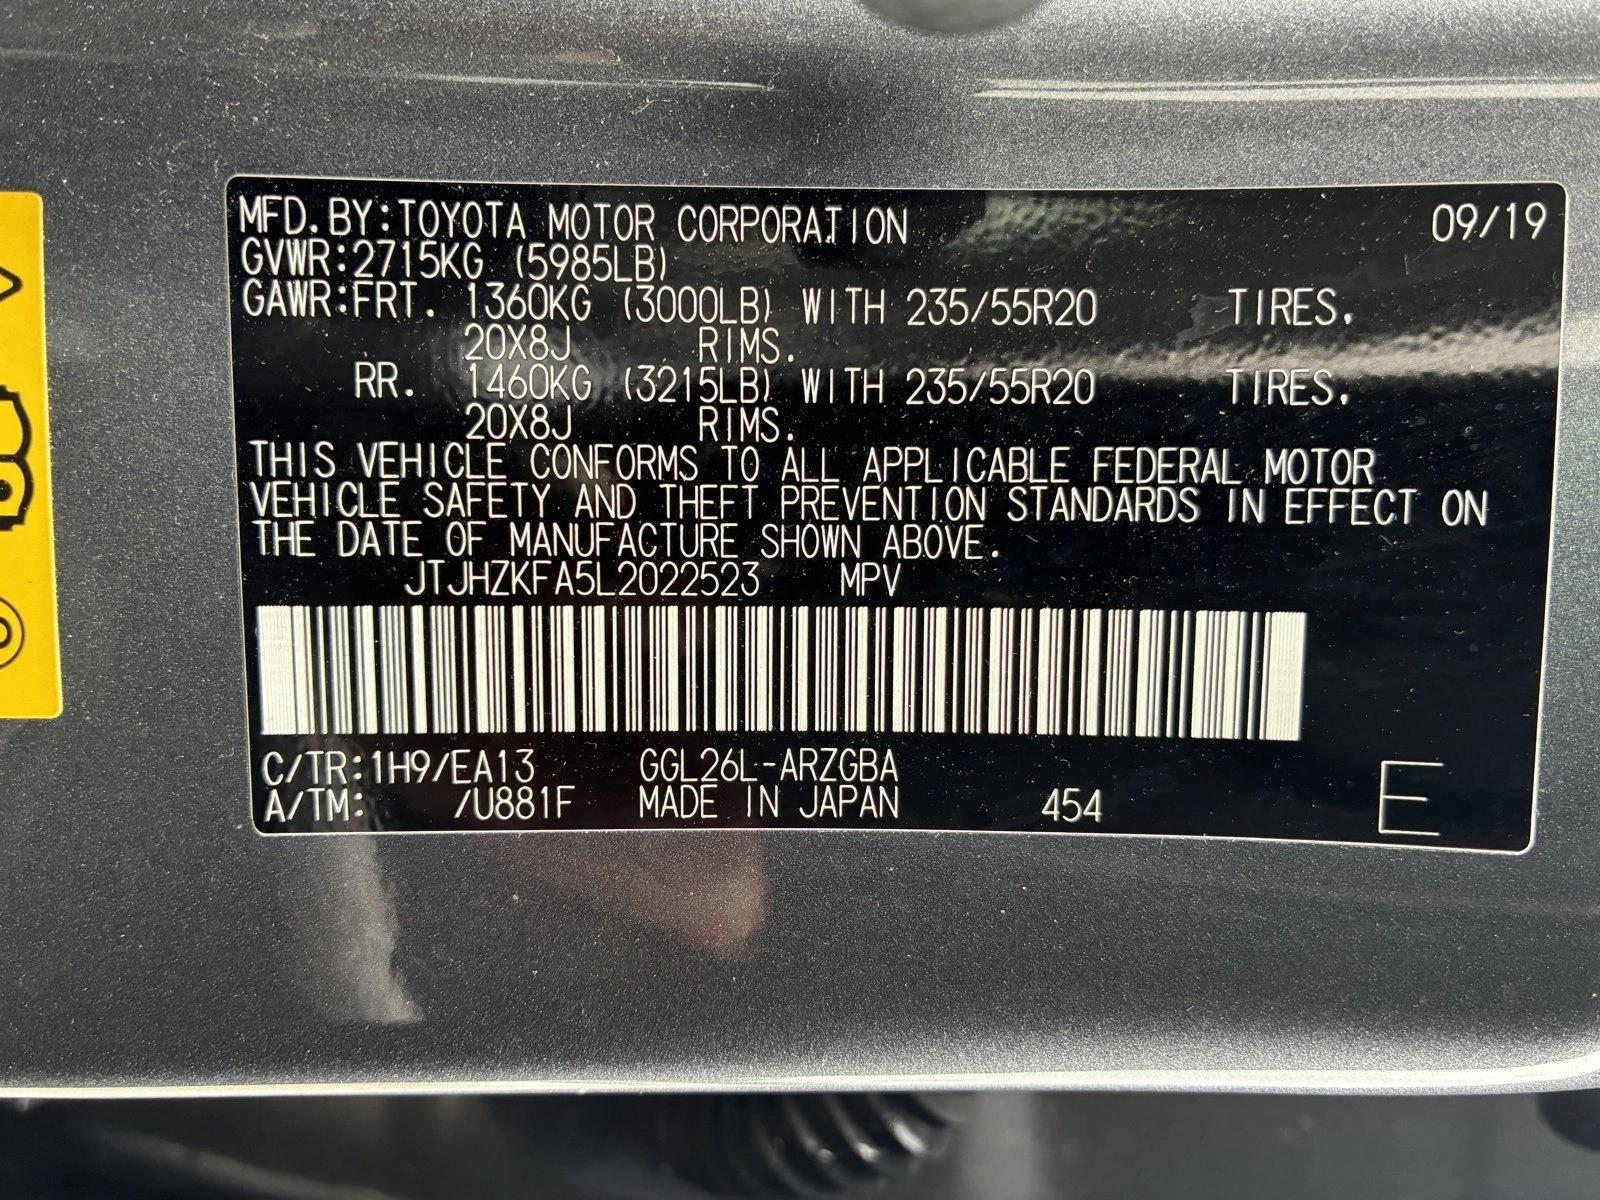 MFD.BY:TOYOTA MOTOR CORPORATION 09/19
GVWR:2715KG (5985LB)
GAWR:FRT. 1360KG (3000LB) WITH 235/55R20 TIRES.
20X8J RIMS.
RR. 1460KG (3215LB) WITH 235/55R20 TIRES.
20X8J RIMS.
THIS VEHICLE CONFORMS TO ALL APPLICABLE FEDERAL MOTOR
VEHICLE SAFETY AND THEFT PREVENTION STANDARDS IN EFFECT ON
THE DATE OF MANUFACTURE SHOWN ABOVE.
JTJHZKFA5L2022523 MPV
C/TR:1H9/EA13 GGL26L-ARZGBA
A/TM: /U881F MADE IN JAPAN 454 E